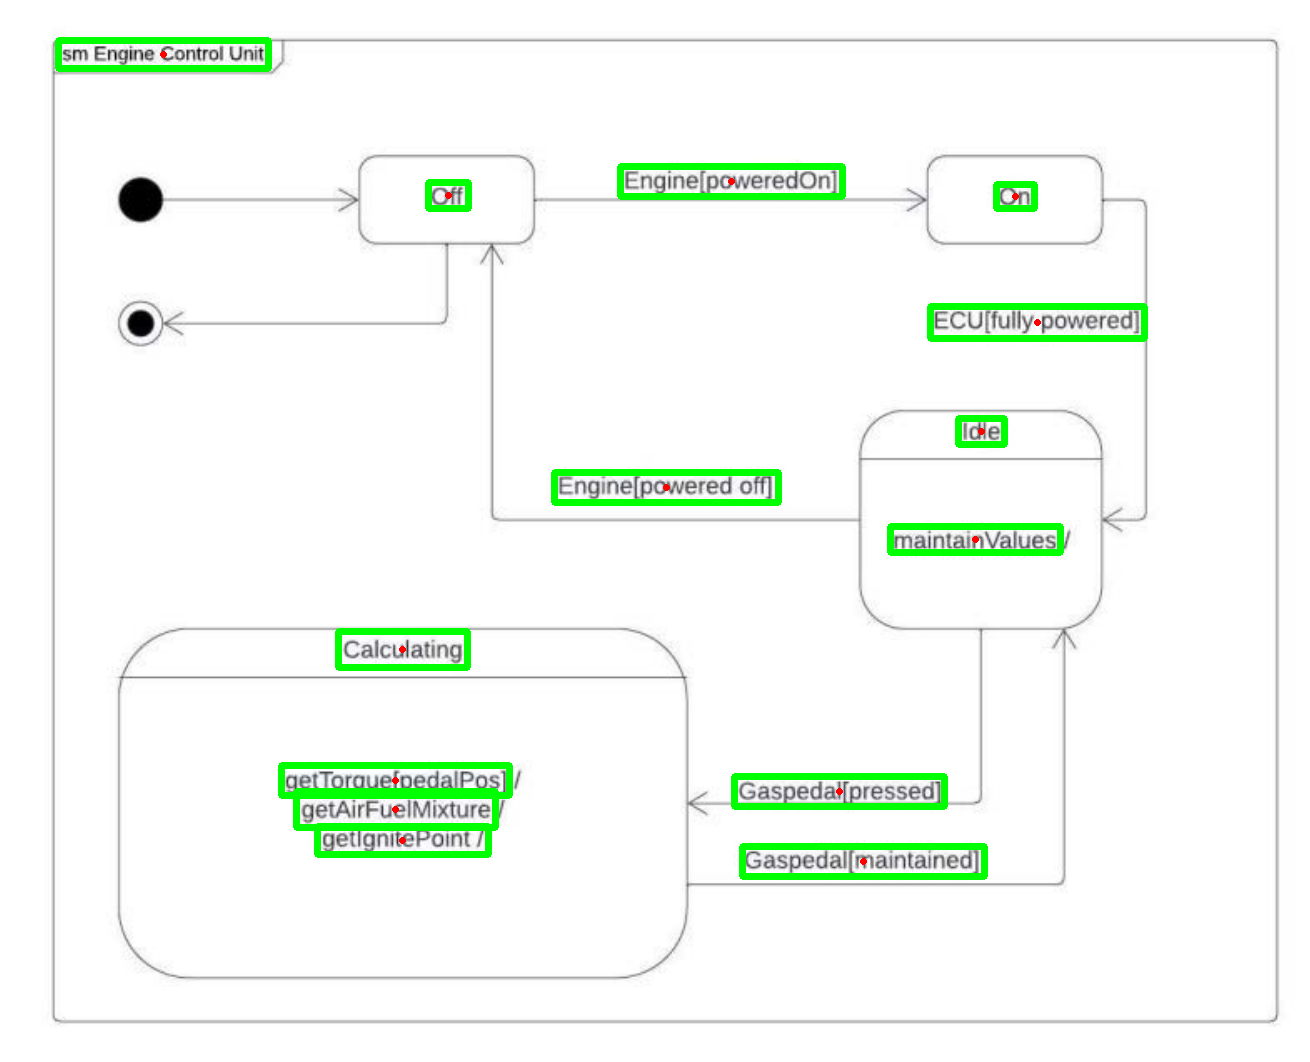 sm Engine Control Unit
Off
Engine[poweredOn]
On
ECU[fully powered]
Idle
Engine[powered off]
maintainValues /
Calculating
getTorque[pedalPos] /
getAirFuelMixture /
getIgnitePoint /
Gaspedal[pressed]
Gaspedal[maintained]